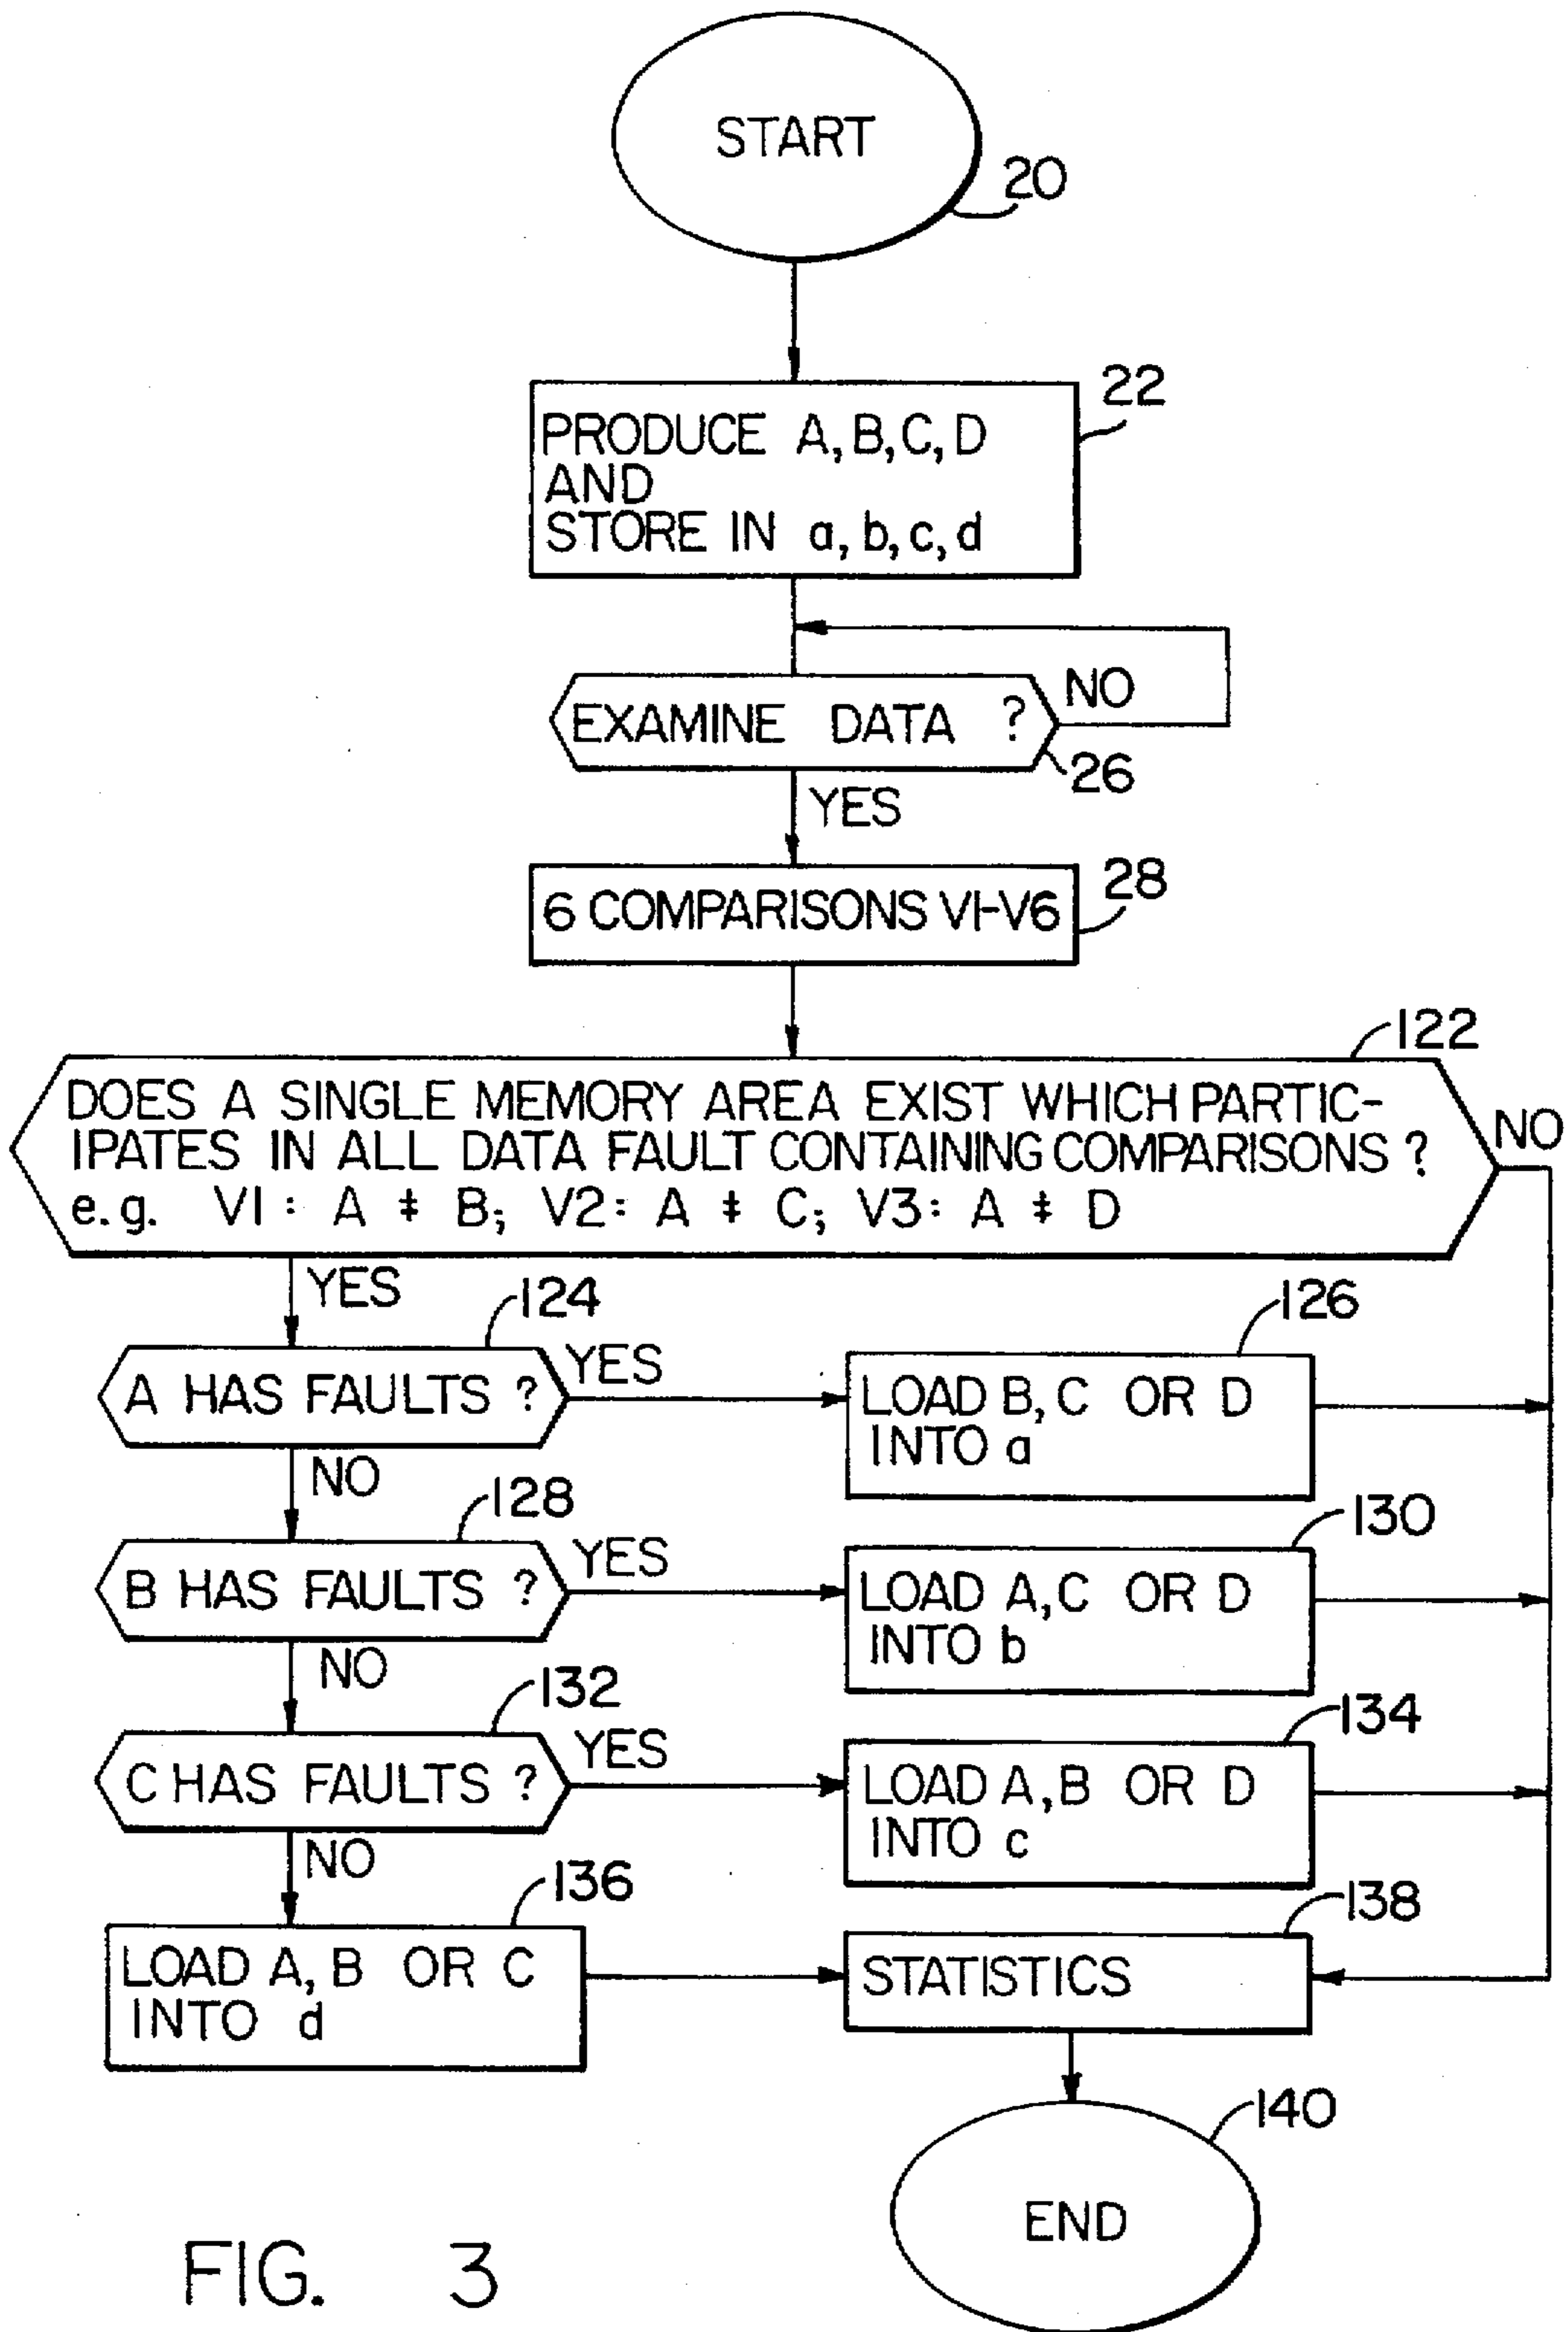 START
20
22
PRODUCE A, B, C, D
AND
STORE IN a, b, c, d
NO
EXAMINE DATA ?
26
YES
28
6 COMPARISONS V1-V6
122
DOES A SINGLE MEMORY AREA EXIST WHICH PARTIC-
IPATES IN ALL DATA FAULT CONTAINING COMPARISONS ?
e.g. V1: A ‡ B; V2: A ‡ C; V3: A ‡ D
NO
YES
124
126
A HAS FAULTS ?
YES
LOAD B, C OR D
INTO a
NO
128
130
B HAS FAULTS ?
YES
LOAD A, C OR D
INTO b
NO
132
134
C HAS FAULTS ?
YES
LOAD A, B OR D
INTO c
NO
136
138
LOAD A, B OR C
INTO d
STATISTICS
140
END
FIG. 3